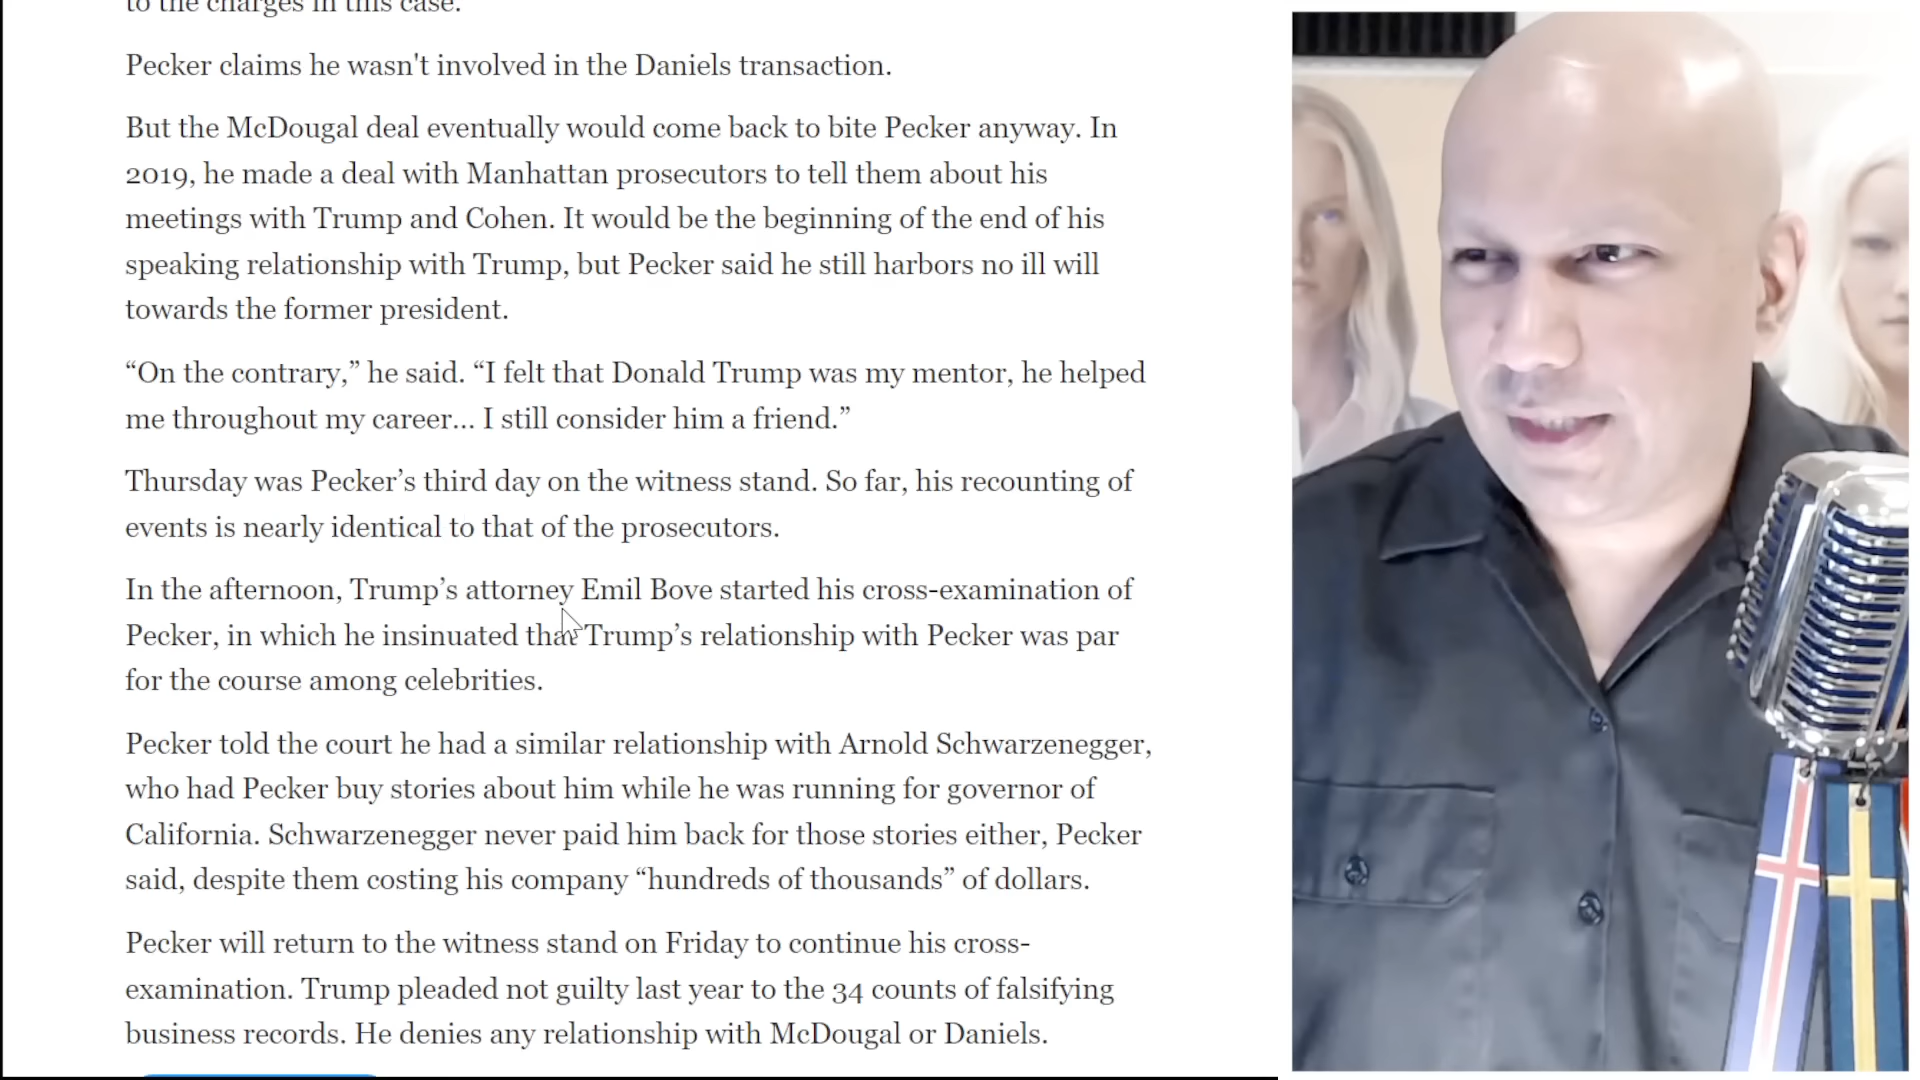 to the charges in this case.
Pecker claims he wasn't involved in the Daniels transaction.
But the McDougal deal eventually would come back to bite Pecker anyway. In
2019, he made a deal with Manhattan prosecutors to tell them about his
meetings with Trump and Cohen. It would be the beginning of the end of his
speaking relationship with Trump, but Pecker said he still harbors no ill will
towards the former president.
“On the contrary,” he said. “I felt that Donald Trump was my mentor, he helped
me throughout my career... I still consider him a friend.”
Thursday was Pecker’s third day on the witness stand. So far, his recounting of
events is nearly identical to that of the prosecutors.
In the afternoon, Trump’s attorney Emil Bove started his cross-examination of
Pecker, in which he insinuated that Trump’s relationship with Pecker was par
for the course among celebrities.
Pecker told the court he had a similar relationship with Arnold Schwarzenegger,
who had Pecker buy stories about him while he was running for governor of
California. Schwarzenegger never paid him back for those stories either, Pecker
said, despite them costing his company “hundreds of thousands” of dollars.
Pecker will return to the witness stand on Friday to continue his cross-
examination. Trump pleaded not guilty last year to the 34 counts of falsifying
business records. He denies any relationship with McDougal or Daniels.